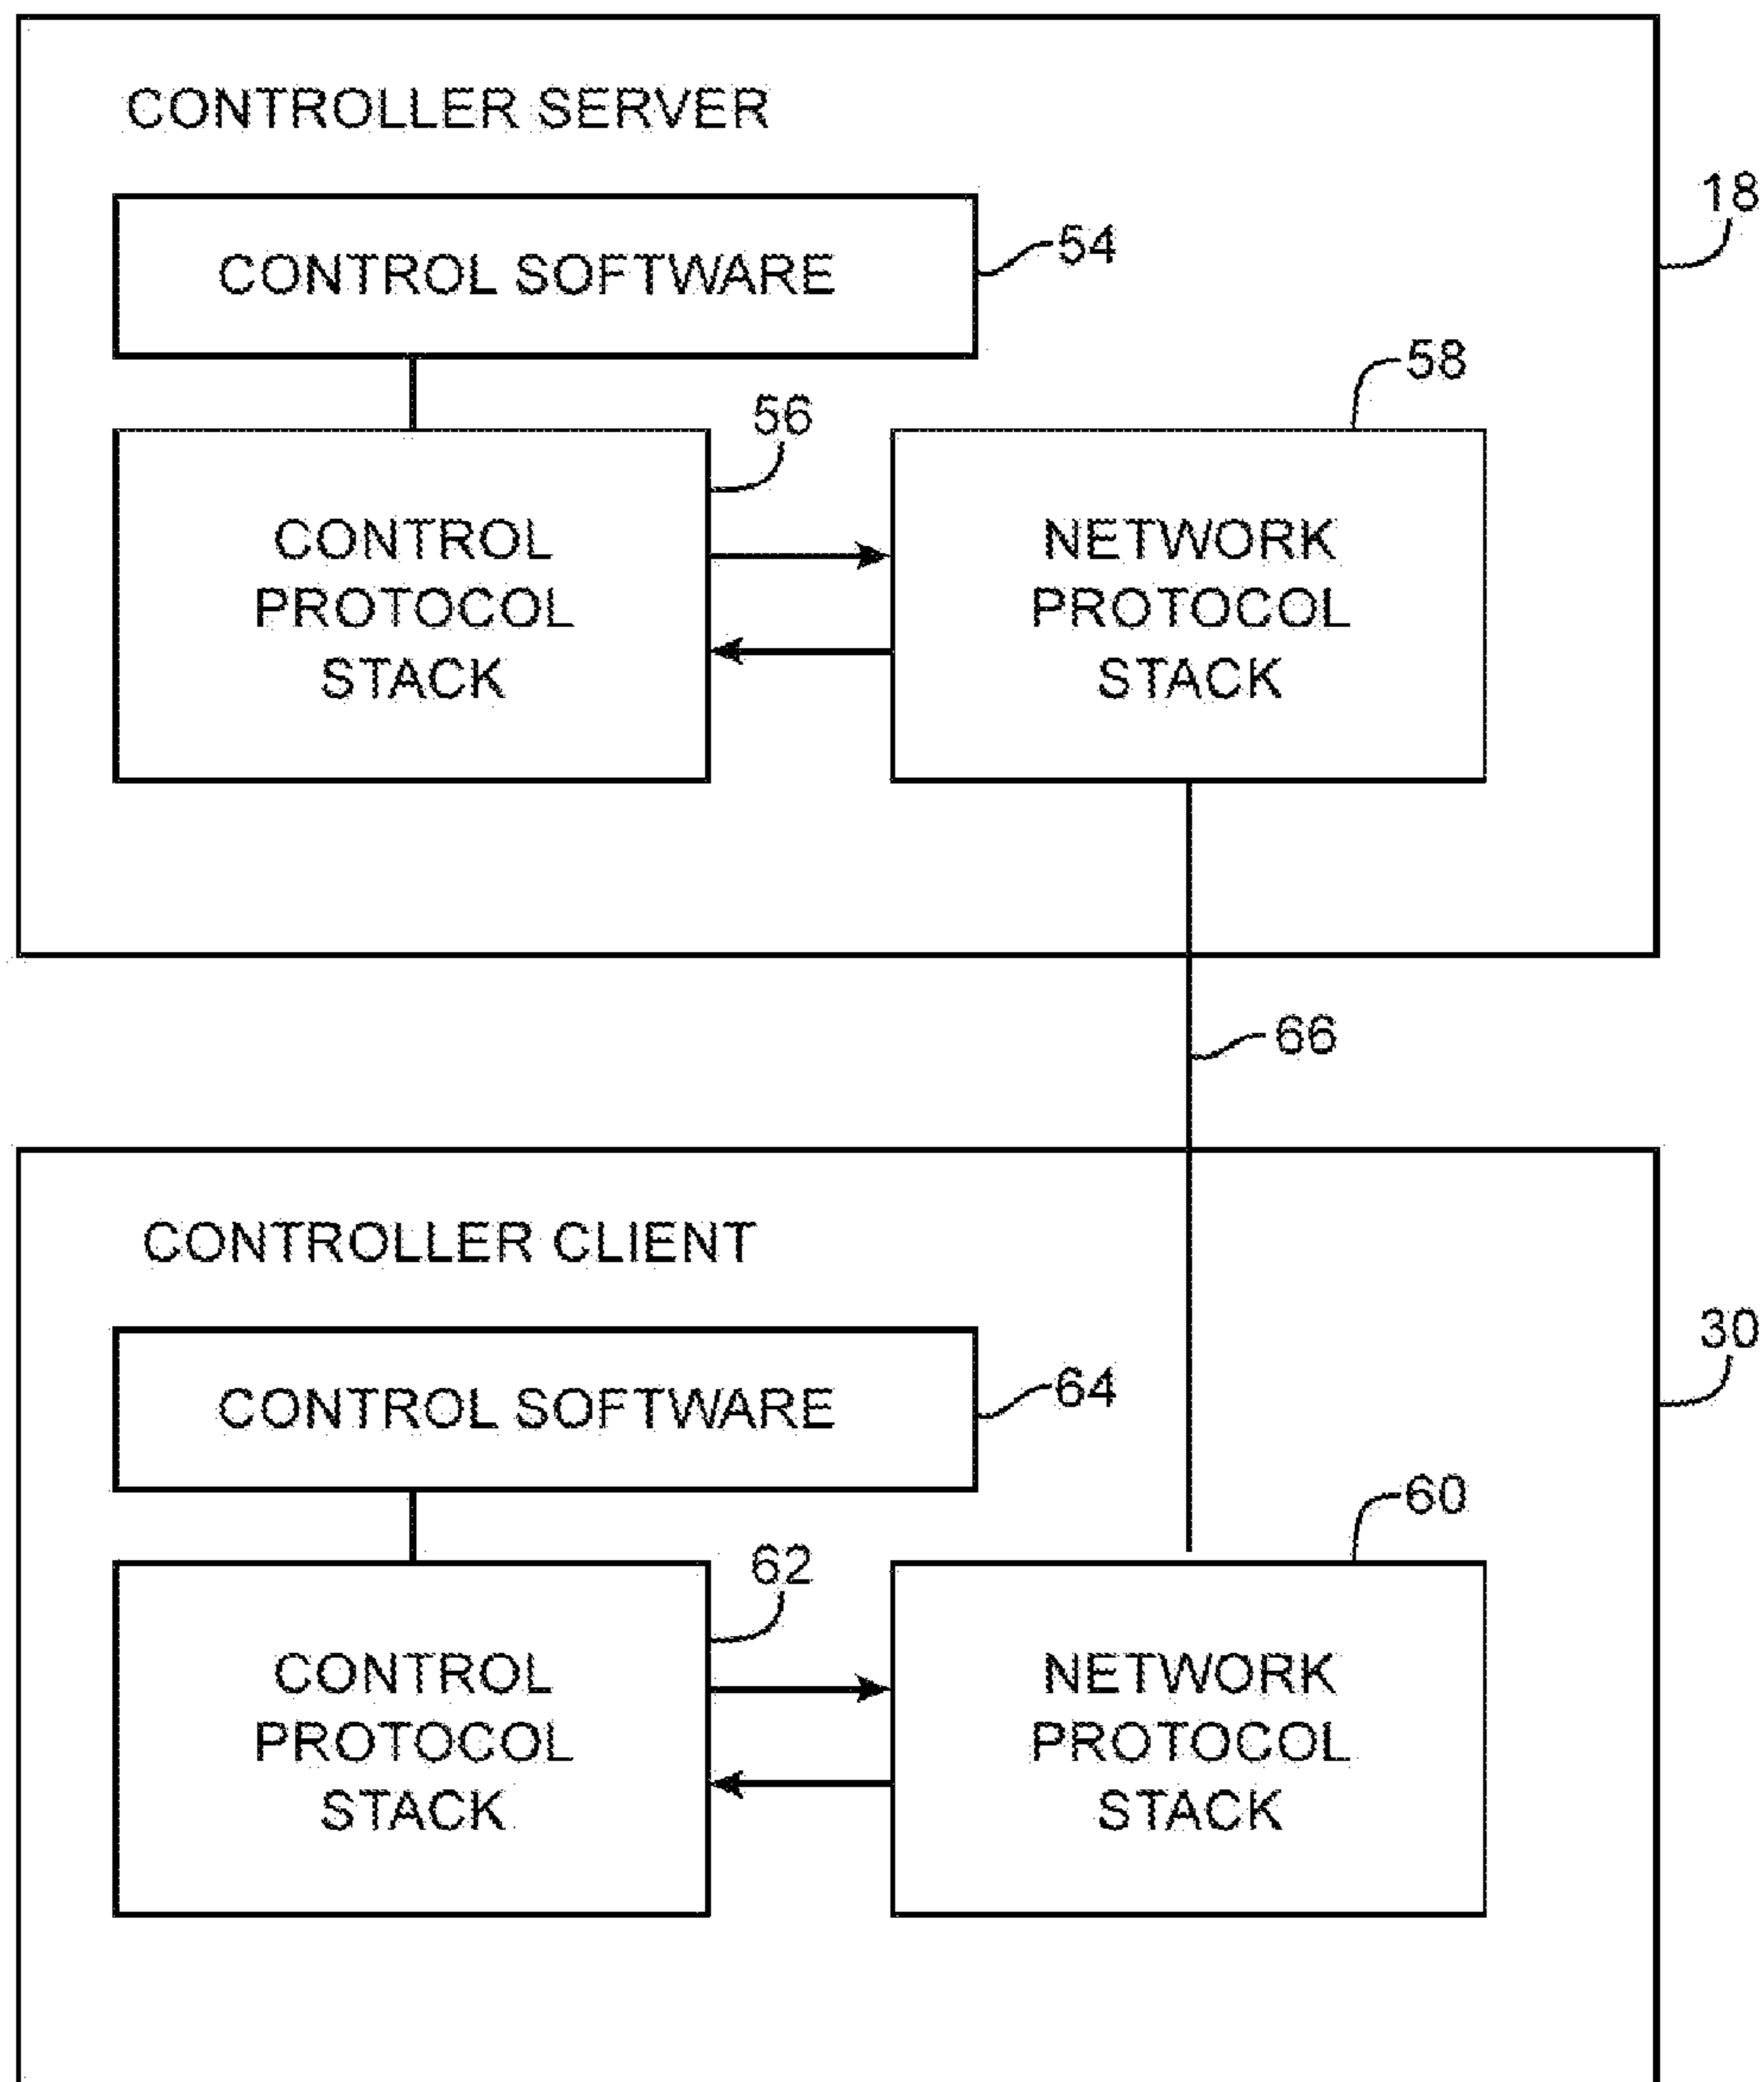 CONTROLLER SERVER
18
CONTROL SOFTWARE
54
58
56
CONTROL
PROTOCOL
STACK
NETWORK
PROTOCOL
STACK
66
CONTROLLER CLIENT
30
CONTROL SOFTWARE
64
60
62
CONTROL
PROTOCOL
STACK
NETWORK
PROTOCOL
STACK